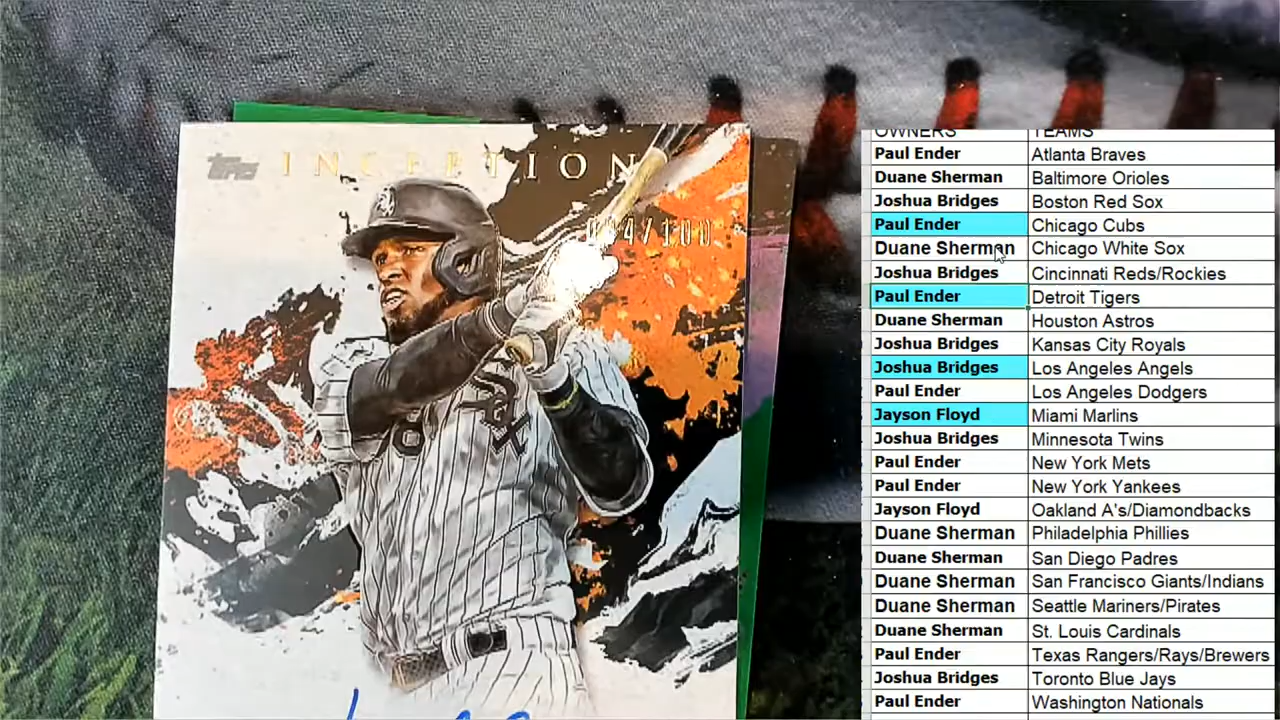 topps INCEPTION
094/100
Sox
8
OWNERS TEAMS
Paul Ender Atlanta Braves
Duane Sherman Baltimore Orioles
Joshua Bridges Boston Red Sox
Paul Ender Chicago Cubs
Duane Sherman Chicago White Sox
Joshua Bridges Cincinnati Reds/Rockies
Paul Ender Detroit Tigers
Duane Sherman Houston Astros
Joshua Bridges Kansas City Royals
Joshua Bridges Los Angeles Angels
Paul Ender Los Angeles Dodgers
Jayson Floyd Miami Marlins
Joshua Bridges Minnesota Twins
Paul Ender New York Mets
Paul Ender New York Yankees
Jayson Floyd Oakland A's/Diamondbacks
Duane Sherman Philadelphia Phillies
Duane Sherman San Diego Padres
Duane Sherman San Francisco Giants/Indians
Duane Sherman Seattle Mariners/Pirates
Duane Sherman St. Louis Cardinals
Paul Ender Texas Rangers/Rays/Brewers
Joshua Bridges Toronto Blue Jays
Paul Ender Washington Nationals